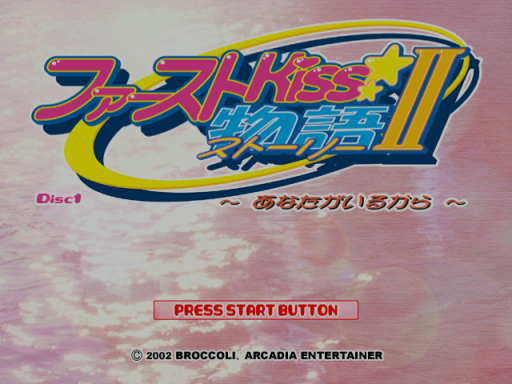 ファーストKiss☆
物語II
ストーリー
Disc1
～ あなたがいるから ～
PRESS START BUTTON
© 2002 BROCCOLI, ARCADIA ENTERTAINER